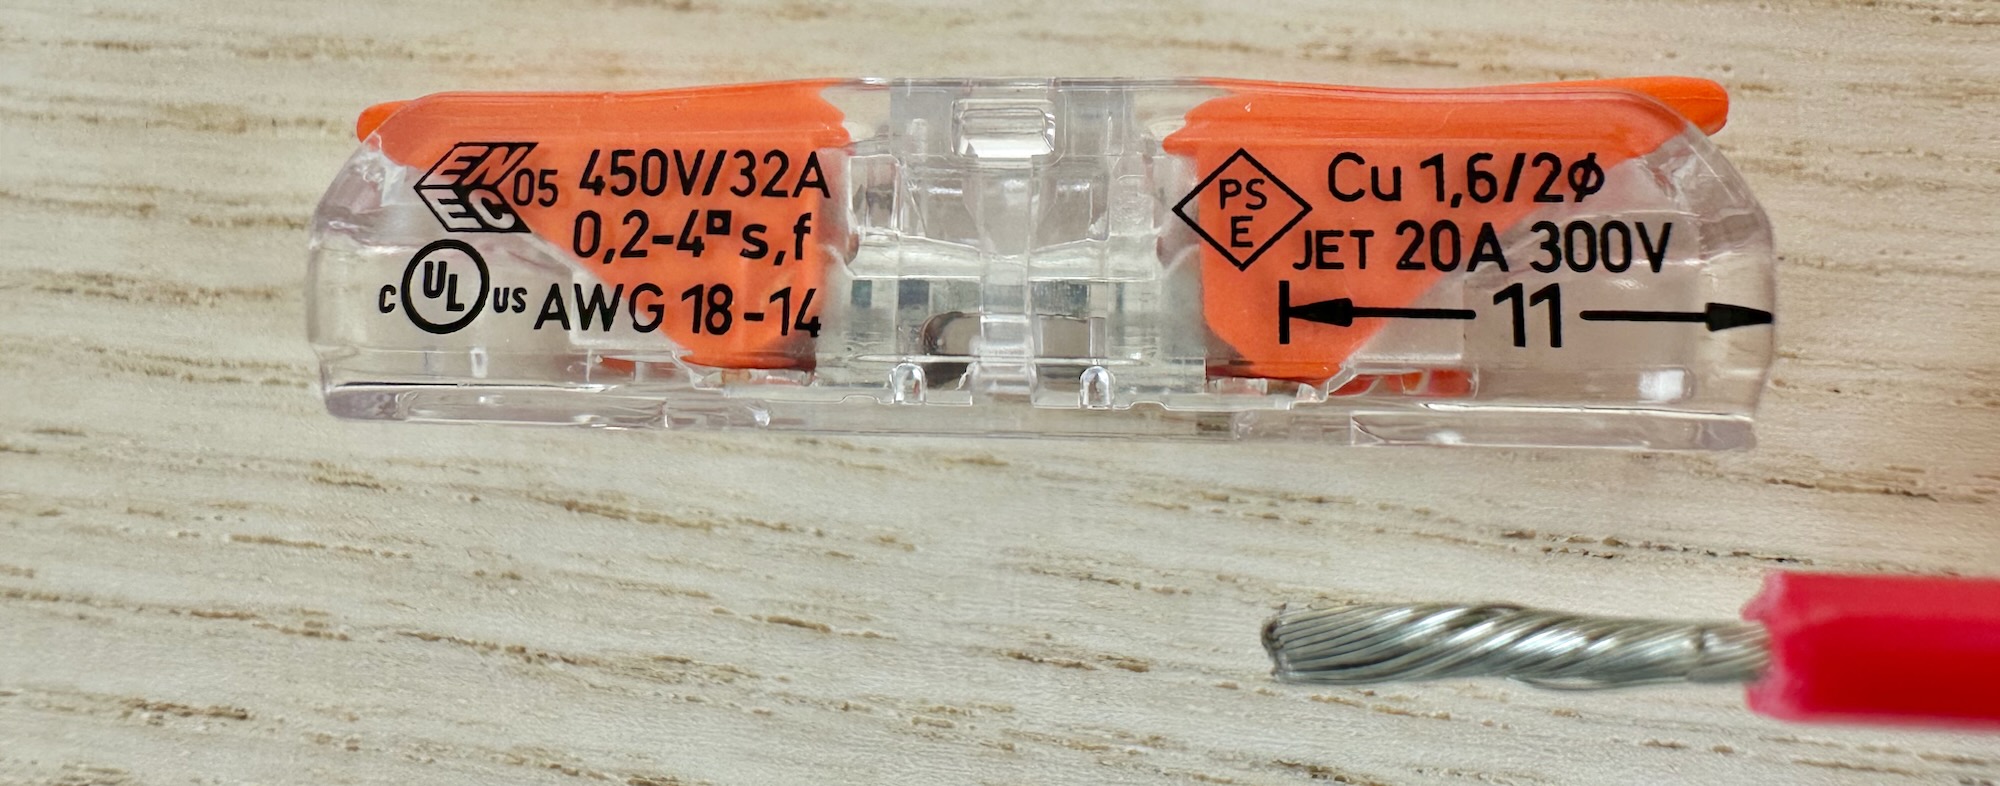 EN EC 05 450V/32A
0,2-4⌑ s,f
c UL us AWG 18-14
PS E Cu 1,6/2ø
JET 20A 300V
11